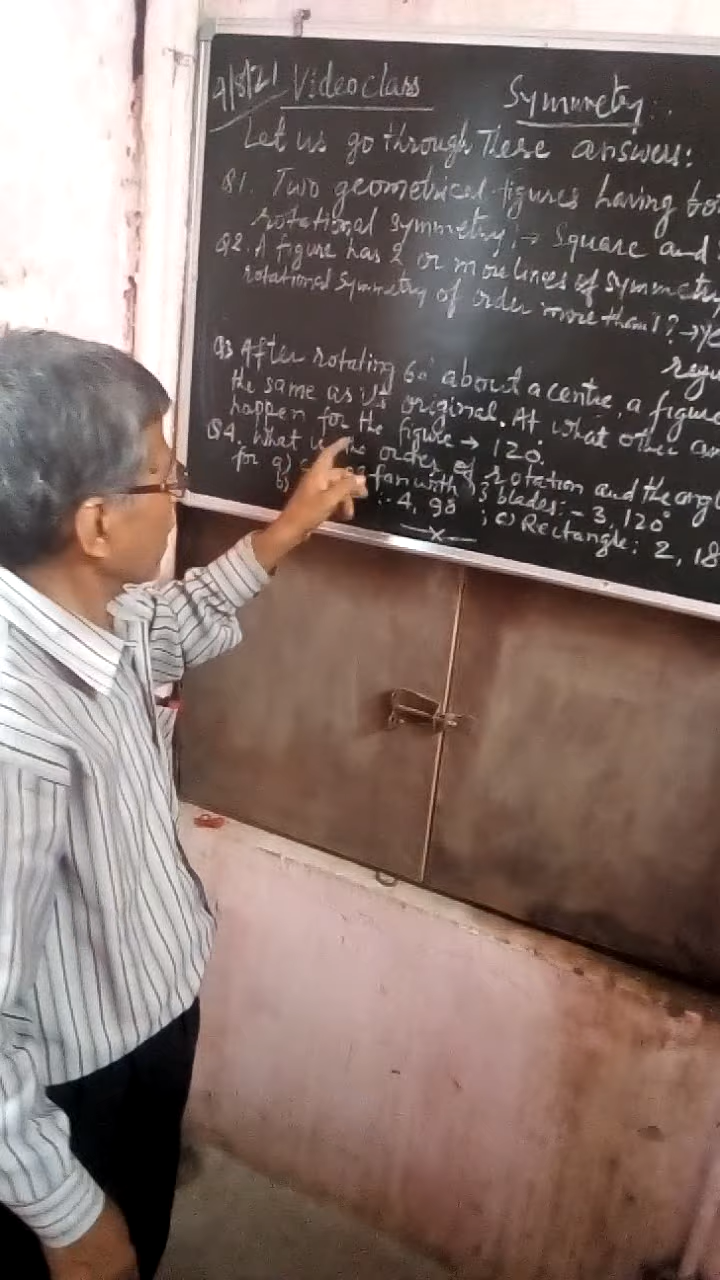 9/8/21 Videoclass Symmetry:
Let us go through These answers:
Q1. Two geometrical figures having bo
rotational symmetry:→ Square and
Q2. A figure has 2 or more lines of symmetry
rotational symmetry of order more than 1? →
regu
Q3 After rotating 60° about a centre, a figure
the same as its original. At what other an
happen for the figure → 120°
Q4. What is the order of rotation and the angl
for a) fan with 3 blades:- 3, 120°
b) :- 4, 90 ; c) Rectangle: 2, 18